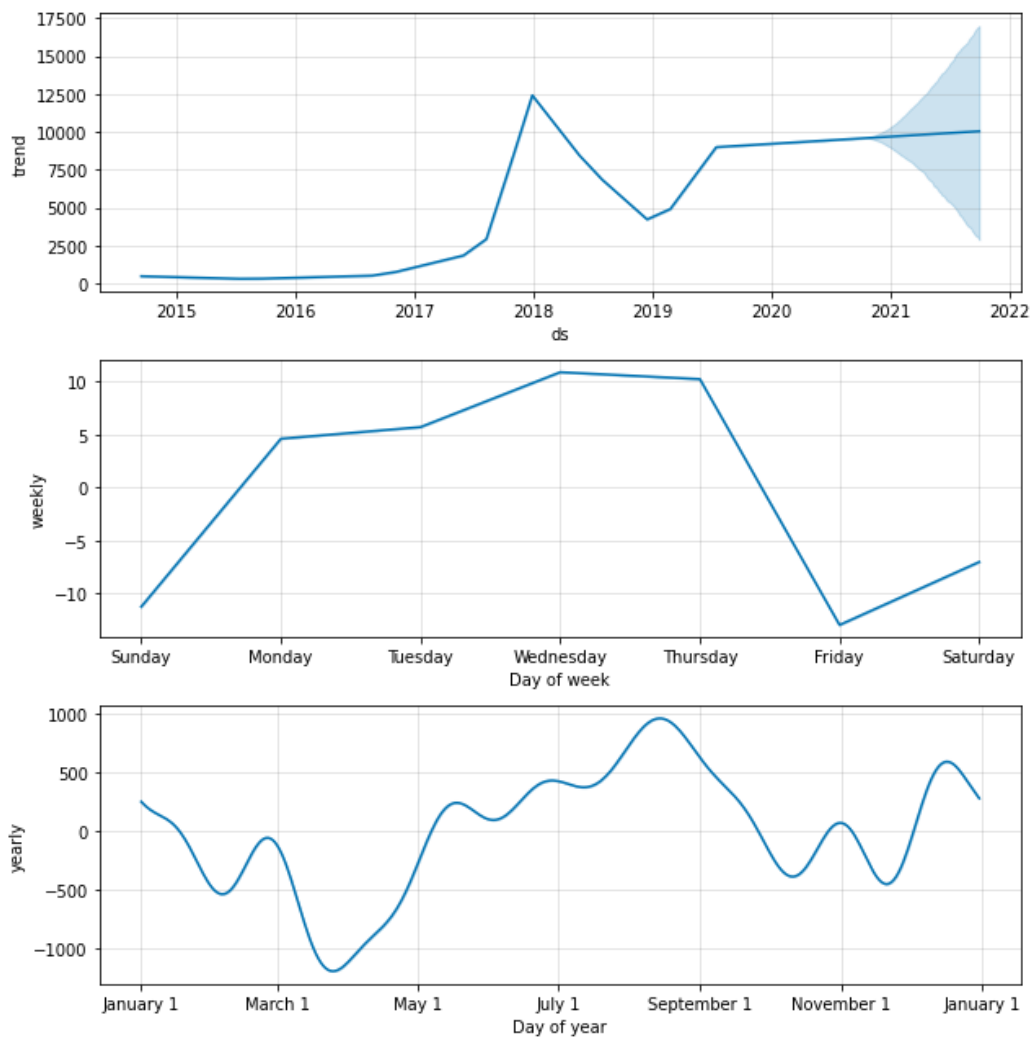 17500
15000
12500
10000
7500
5000
2500
0
trend
2015 2016 2017 2018 2019 2020 2021 2022
ds
10
5
0
−5
−10
weekly
Sunday Monday Tuesday Wednesday Thursday Friday Saturday
Day of week
1000
500
0
−500
−1000
yearly
January 1 March 1 May 1 July 1 September 1 November 1 January 1
Day of year